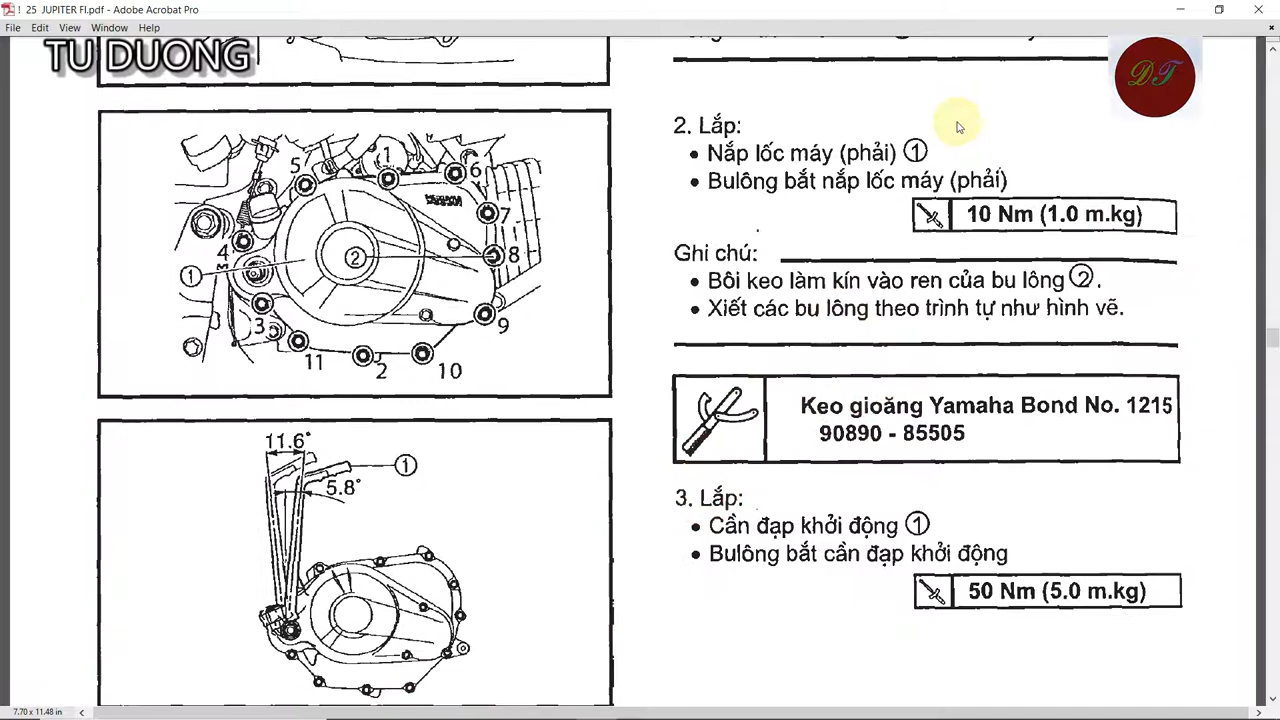 ! 25 JUPITER FI.pdf - Adobe Acrobat Pro
File Edit View Window Help
TU DUONG
DT
2. Lắp:
• Nắp lốc máy (phải) ①
• Bulông bắt nắp lốc máy (phải)
10 Nm (1.0 m.kg)
Ghi chú:
• Bôi keo làm kín vào ren của bu lông ②.
• Xiết các bu lông theo trình tự như hình vẽ.
Keo gioăng Yamaha Bond No. 1215
90890 - 85505
3. Lắp:
• Cần đạp khởi động ①
• Bulông bắt cần đạp khởi động
50 Nm (5.0 m.kg)
5
1
6
7
4
8
①
②
3
9
11
2
10
11.6°
①
5.8°
7.70 x 11.48 in